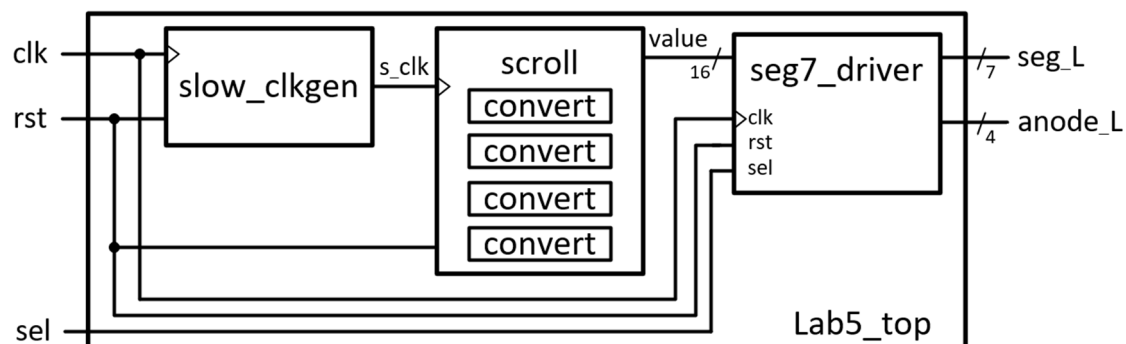 clk
rst
sel
slow_clkgen
s_clk
scroll
convert
convert
convert
convert
value
16
seg7_driver
clk
rst
sel
7
seg_L
4
anode_L
Lab5_top